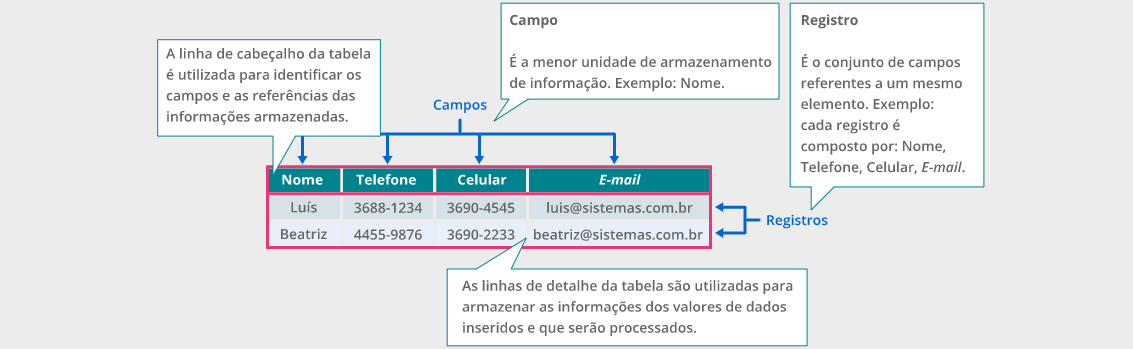 A linha de cabeçalho da tabela
é utilizada para identificar os
campos e as referências das
informações armazenadas.
Campo
É a menor unidade de armazenamento
de informação. Exemplo: Nome.
Registro
É o conjunto de campos
referentes a um mesmo
elemento. Exemplo:
cada registro é
composto por: Nome,
Telefone, Celular, E-mail.
Campos
Nome Telefone Celular E-mail
Luís 3688-1234 3690-4545 luis@sistemas.com.br
Beatriz 4455-9876 3690-2233 beatriz@sistemas.com.br
Registros
As linhas de detalhe da tabela são utilizadas para
armazenar as informações dos valores de dados
inseridos e que serão processados.